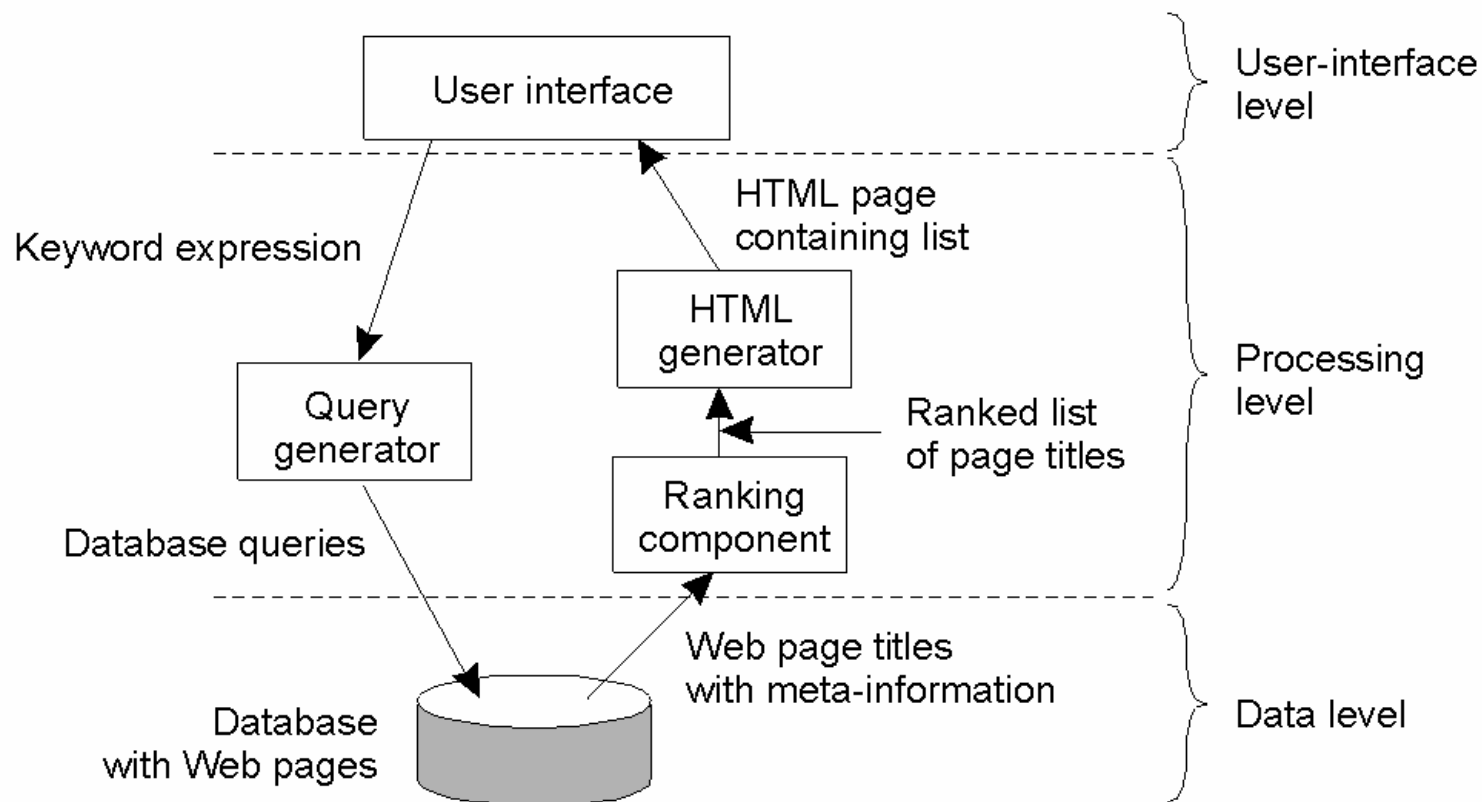 User interface
User-interface
level
Keyword expression
HTML page
containing list
HTML
generator
Processing
level
Query
generator
Ranked list
of page titles
Ranking
component
Database queries
Web page titles
with meta-information
Database
with Web pages
Data level